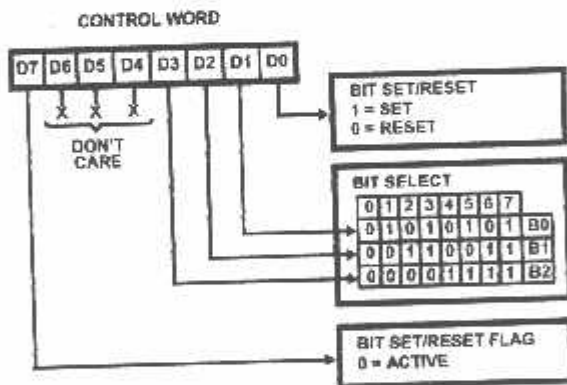 CONTROL WORD
D7 D6 D5 D4 D3 D2 D1 D0
X X X
DON'T
CARE
BIT SET/RESET
1 = SET
0 = RESET
BIT SELECT
0 1 2 3 4 5 6 7
0 1 0 1 0 1 0 1 B0
0 0 1 1 0 0 1 1 B1
0 0 0 0 1 1 1 1 B2
BIT SET/RESET FLAG
0 = ACTIVE